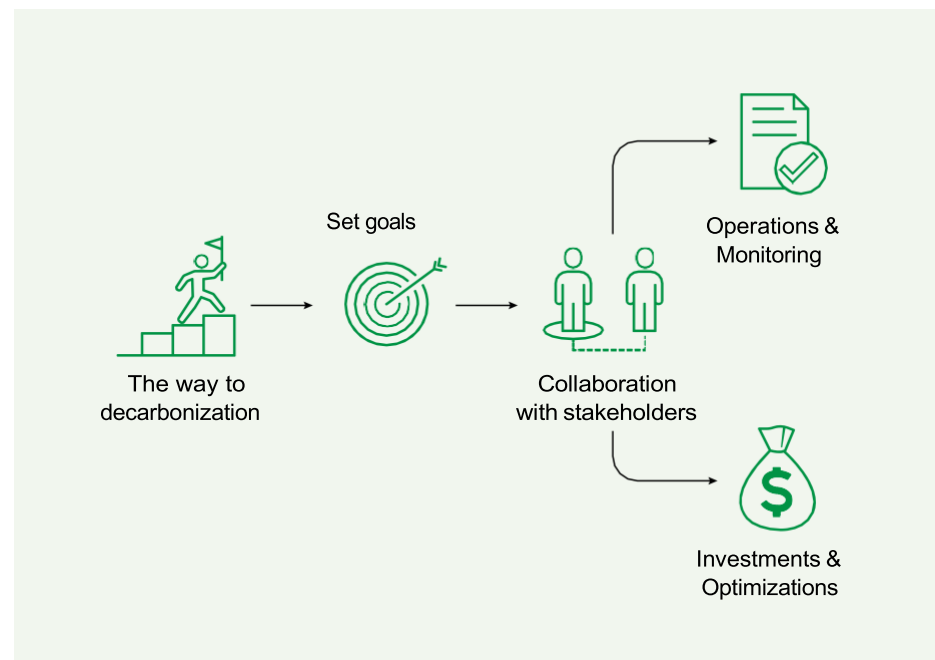 Set goals
The way to
decarbonization
Collaboration
with stakeholders
Operations &
Monitoring
$
Investments &
Optimizations